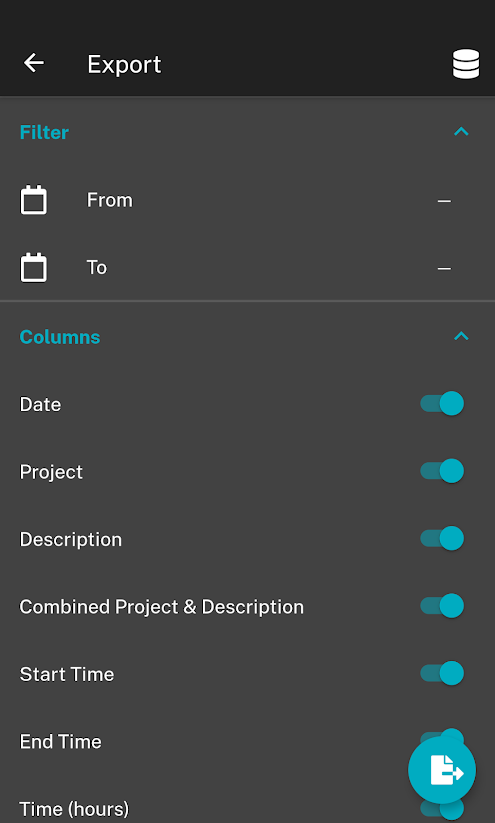 Export
Filter
From –
To –
Columns
Date
Project
Description
Combined Project & Description
Start Time
End Time
Time (hours)